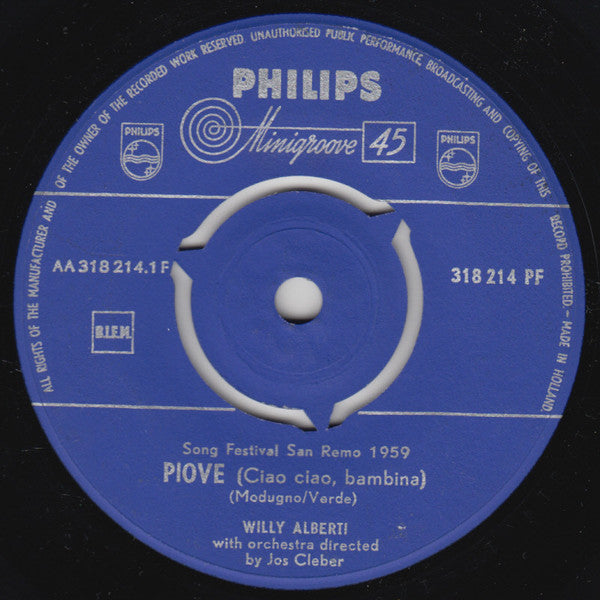 ALL RIGHTS OF THE MANUFACTURER AND OF THE OWNER OF THE RECORDED WORK RESERVED. UNAUTHORISED PUBLIC PERFORMANCE, BROADCASTING AND COPYING OF THIS RECORD PROHIBITED. – MADE IN HOLLAND.
PHILIPS
Minigroove 45
PHILIPS
PHILIPS
AA 318 214.1 F
318 214 PF
B.I.E.M.
Song Festival San Remo 1959
PIOVE (Ciao ciao, bambina)
(Modugno/Verde)
WILLY ALBERTI
with orchestra directed
by Jos Cleber